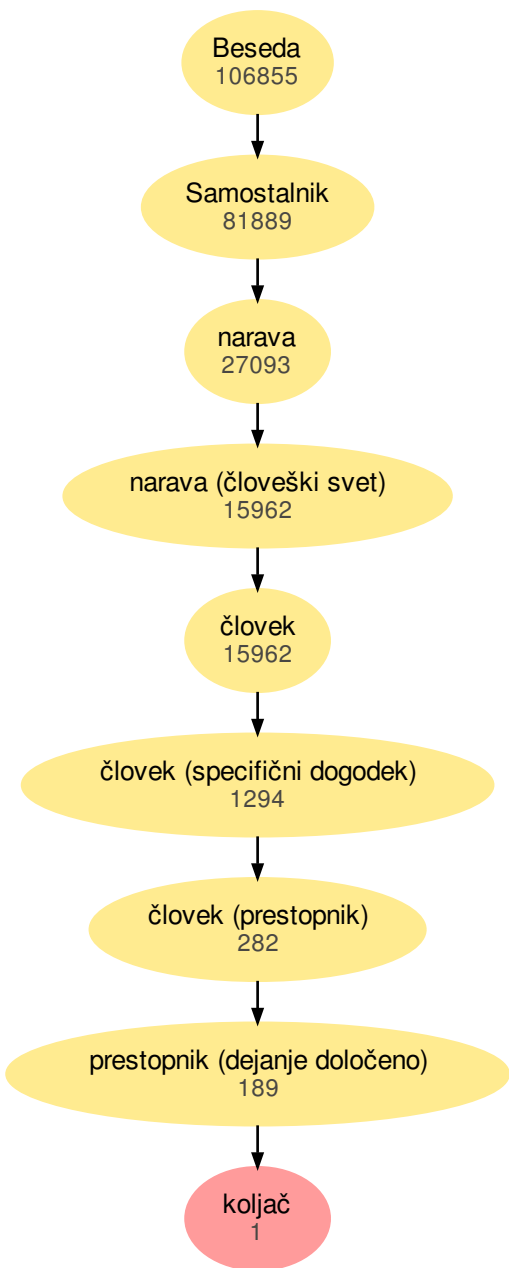 Beseda
106855
Samostalnik
81889
narava
27093
narava (človeški svet)
15962
človek
15962
človek (specifični dogodek)
1294
človek (prestopnik)
282
prestopnik (dejanje določeno)
189
koljač
1